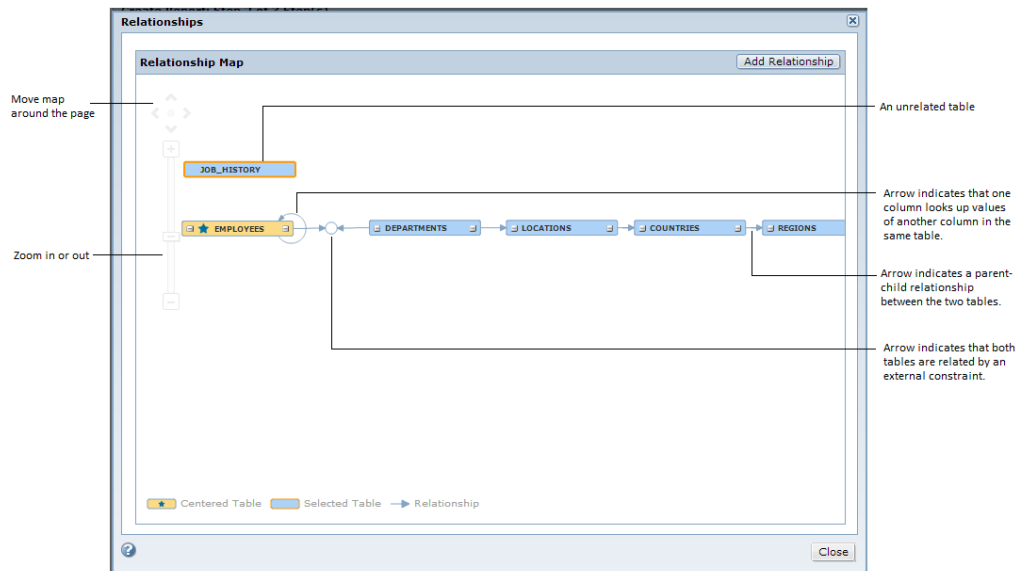 Relationships
Relationship Map
Add Relationship
Move map
around the page
An unrelated table
JOB_HISTORY
Arrow indicates that one
column looks up values
of another column in the
same table.
EMPLOYEES
DEPARTMENTS
LOCATIONS
COUNTRIES
REGIONS
Zoom in or out
Arrow indicates a parent-
child relationship
between the two tables.
Arrow indicates that both
tables are related by an
external constraint.
Centered Table
Selected Table
Relationship
Close